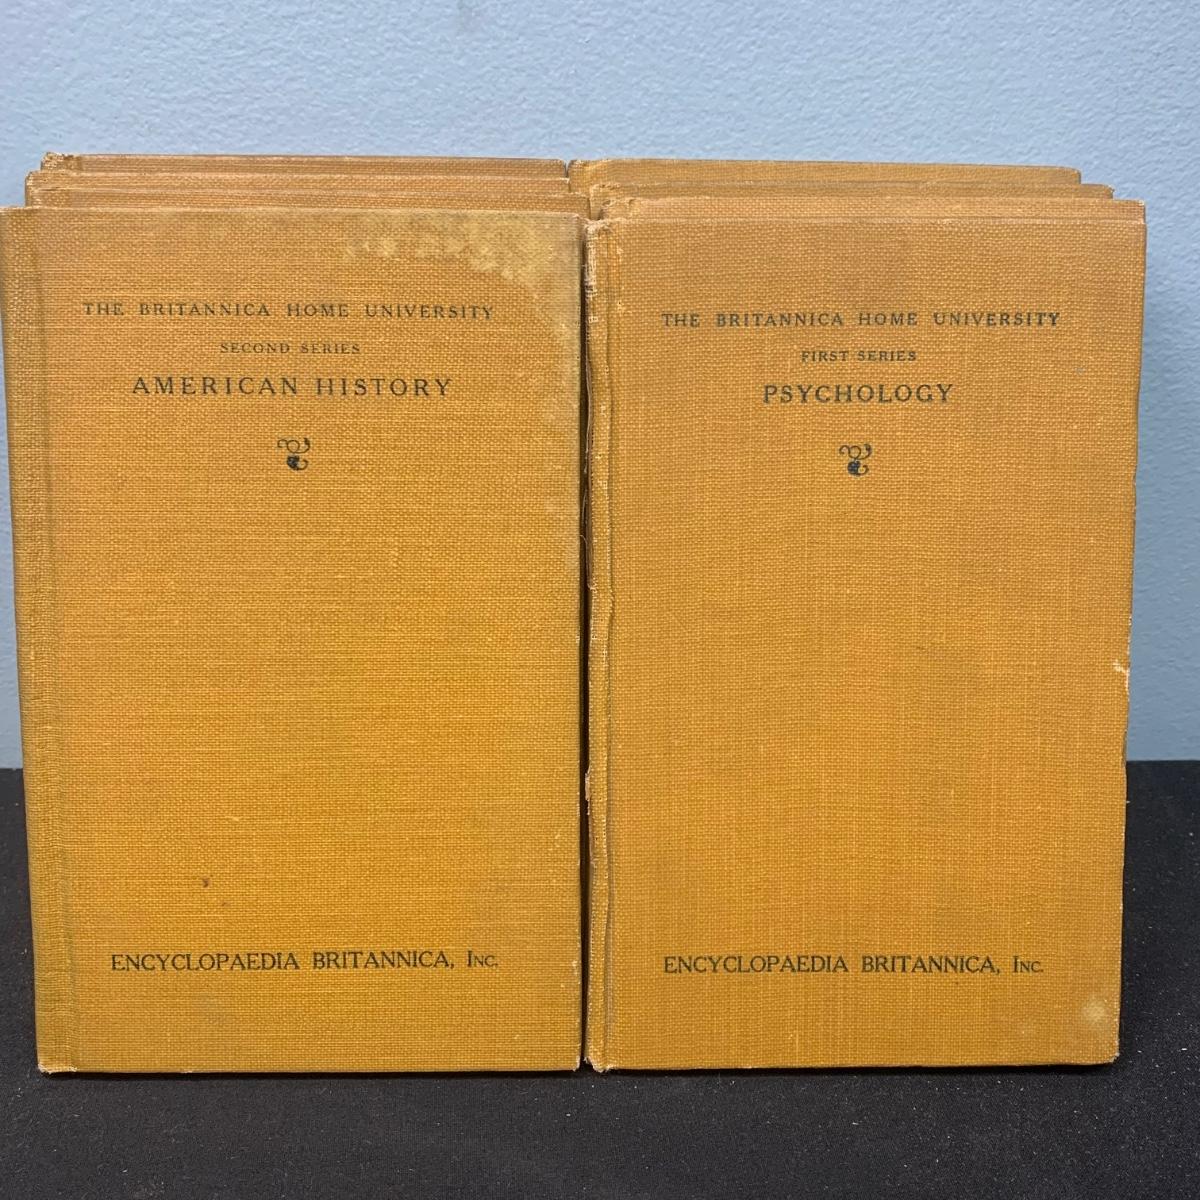 THE BRITANNICA HOME UNIVERSITY
SECOND SERIES
AMERICAN HISTORY
ENCYCLOPAEDIA BRITANNICA, INC.
THE BRITANNICA HOME UNIVERSITY
FIRST SERIES
PSYCHOLOGY
ENCYCLOPAEDIA BRITANNICA, INC.